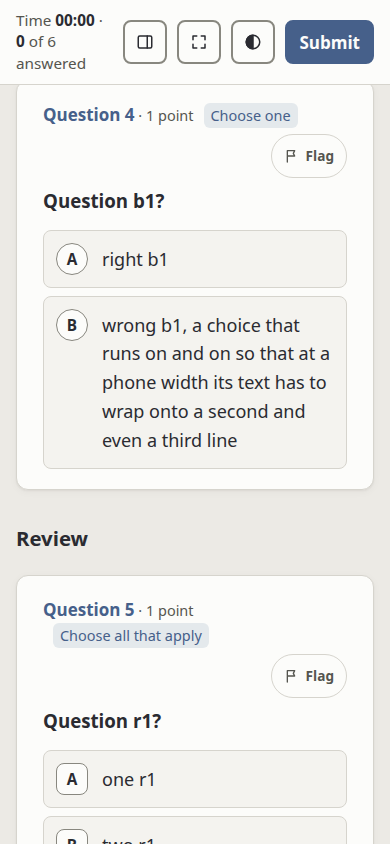 Time 00:00 ·
0 of 6
answered
Submit
Question 4 · 1 point Choose one
Flag
Question b1?
A right b1
B wrong b1, a choice that
runs on and on so that at a
phone width its text has to
wrap onto a second and
even a third line
Review
Question 5 · 1 point
Choose all that apply
Flag
Question r1?
A one r1
B two r1